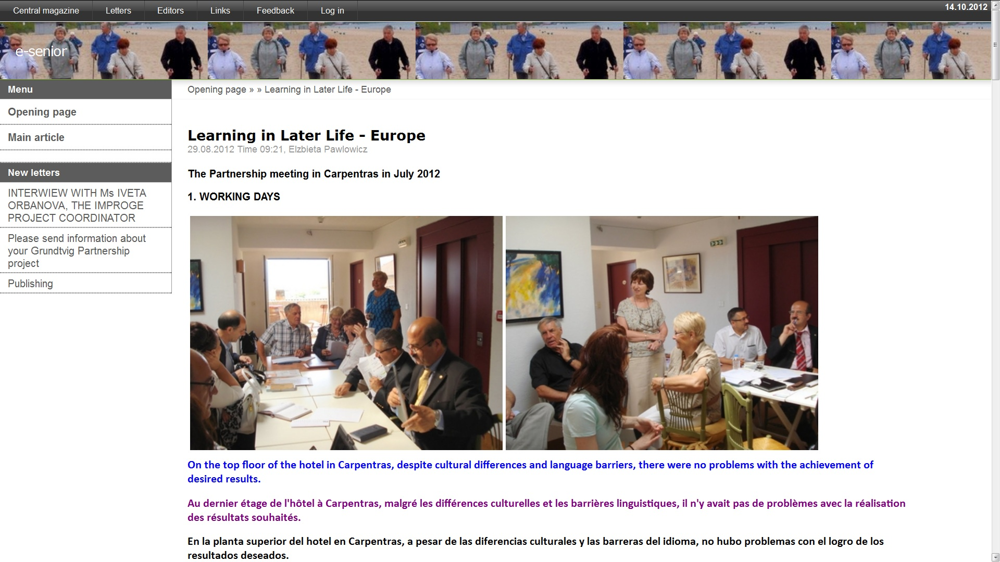 Central magazine Letters Editors Links Feedback Log in 14.10.2012
e-senior
Menu
Opening page
Main article
New letters
INTERWIEW WITH Ms IVETA
ORBANOVA, THE IMPROGE
PROJECT COORDINATOR
Please send information about
your Grundtvig Partnership
project
Publishing
Opening page » » Learning in Later Life - Europe
Learning in Later Life - Europe
29.08.2012 Time 09:21, Elzbieta Pawlowicz
The Partnership meeting in Carpentras in July 2012
1. WORKING DAYS
On the top floor of the hotel in Carpentras, despite cultural differences and language barriers, there were no problems with the achievement of
desired results.
Au dernier étage de l'hôtel à Carpentras, malgré les différences culturelles et les barrières linguistiques, il n'y avait pas de problèmes avec la réalisation
des résultats souhaités.
En la planta superior del hotel en Carpentras, a pesar de las diferencias culturales y las barreras del idioma, no hubo problemas con el logro de los
resultados deseados.